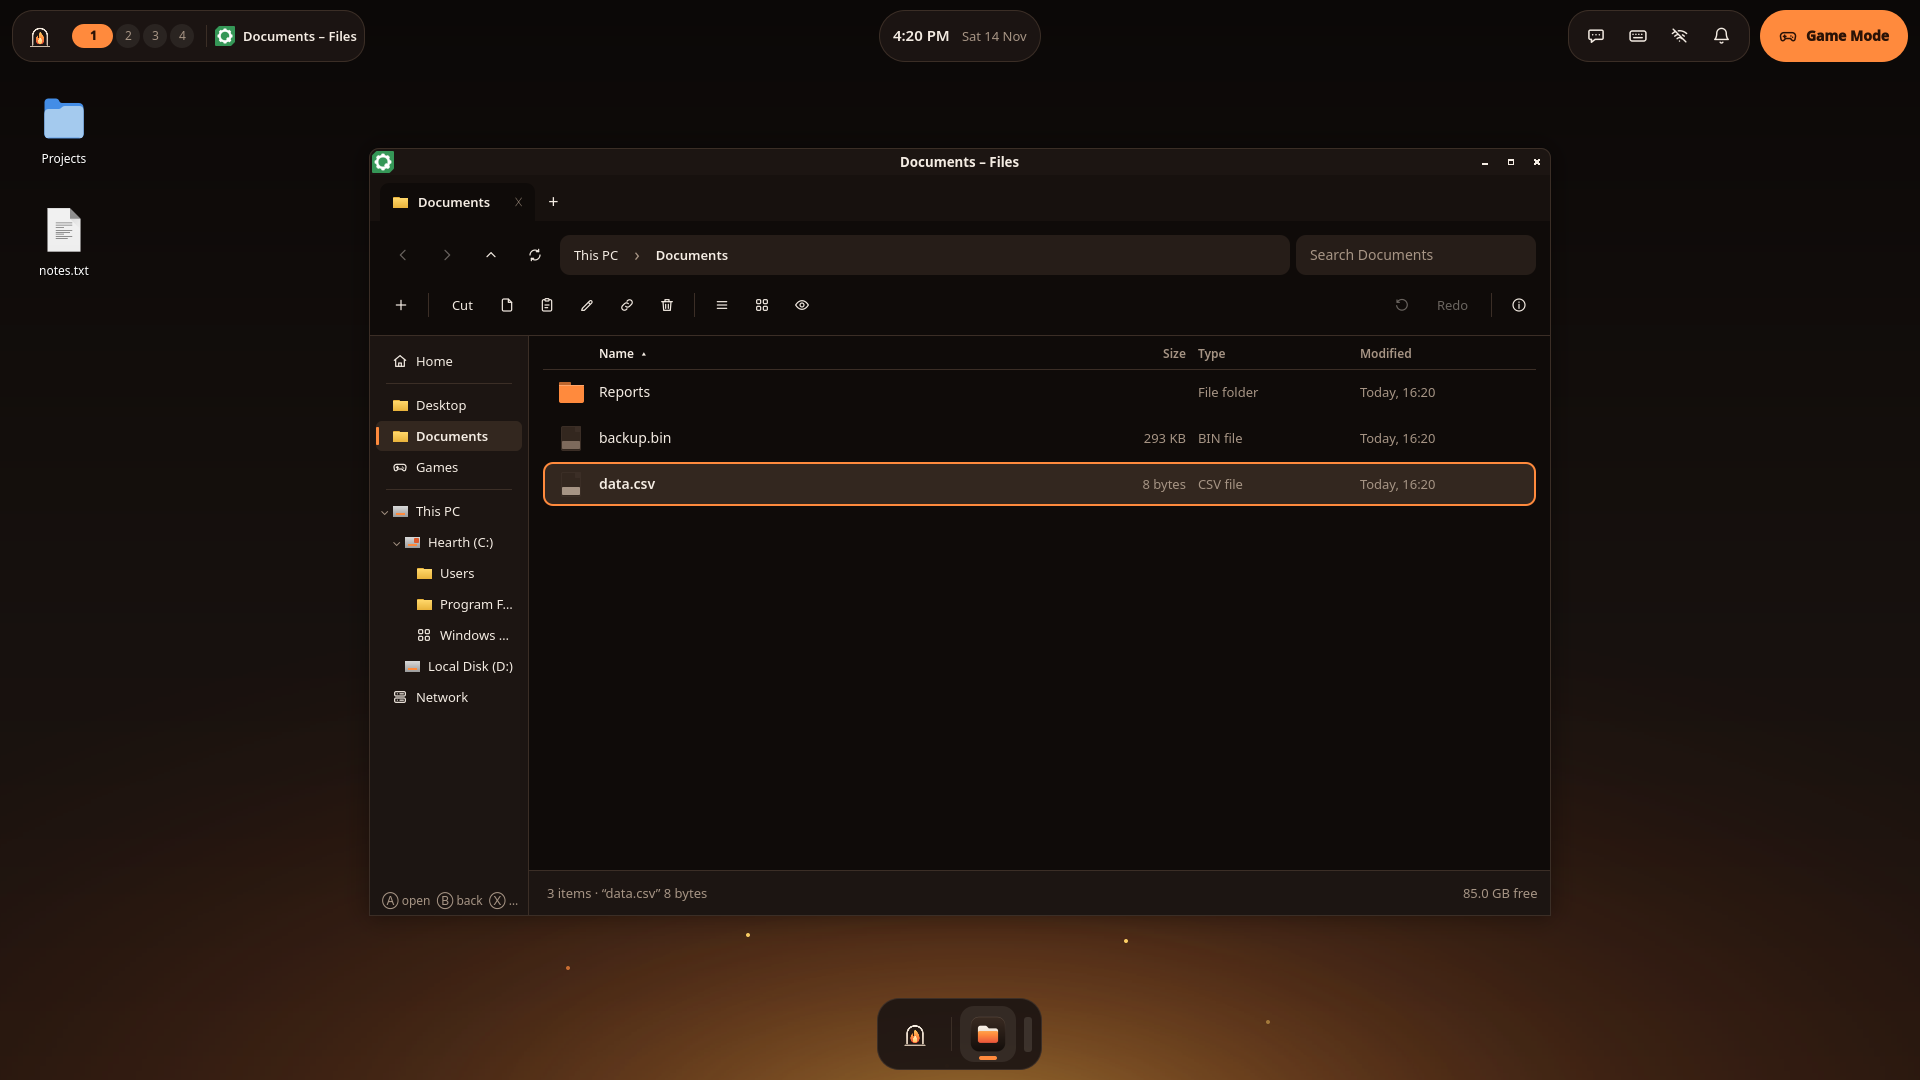 1 2 3 4 Documents – Files
4:20 PM Sat 14 Nov
Game Mode
Projects
notes.txt
Documents – Files
Documents X +
This PC › Documents
Search Documents
Cut
Redo
Home
Desktop
Documents
Games
This PC
Hearth (C:)
Users
Program F...
Windows ...
Local Disk (D:)
Network
A open B back X ...
Name Size Type Modified
Reports File folder Today, 16:20
backup.bin 293 KB BIN file Today, 16:20
data.csv 8 bytes CSV file Today, 16:20
3 items · “data.csv” 8 bytes
85.0 GB free